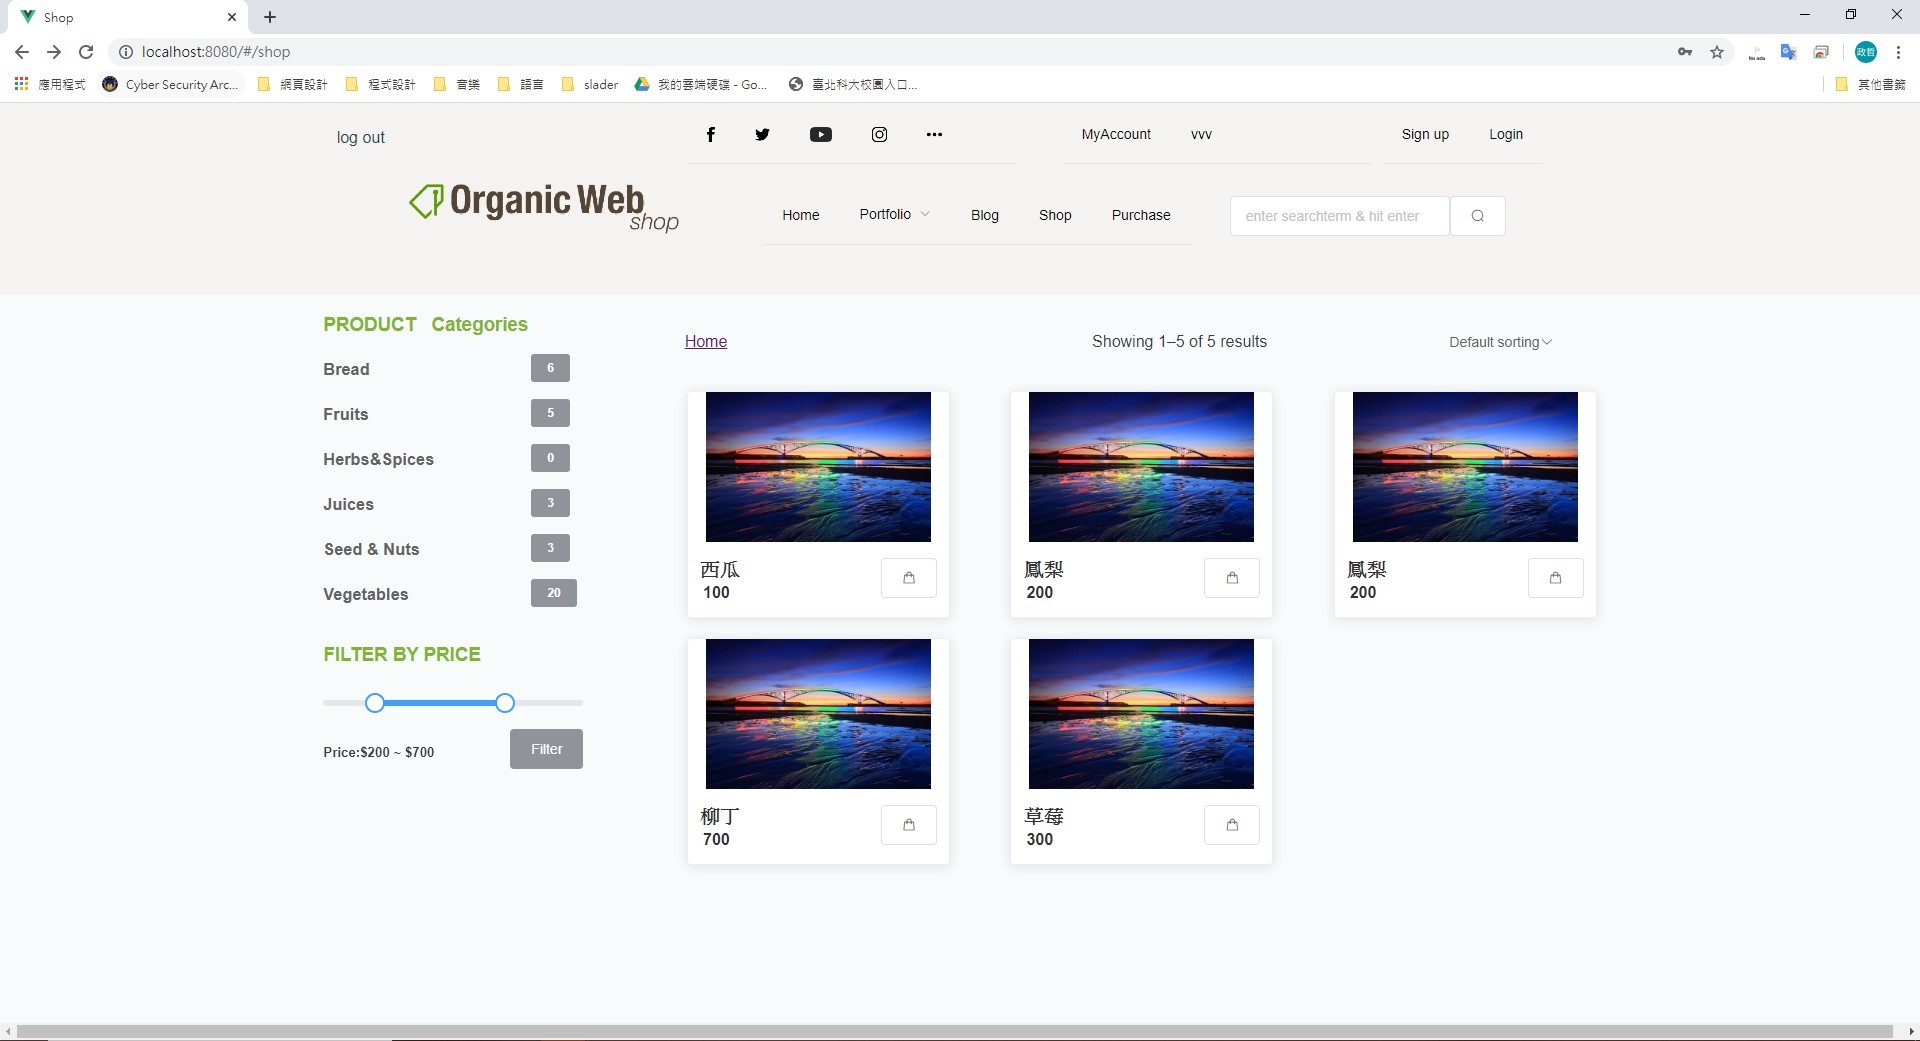 Shop
localhost:8080/#/shop
No ads
政哲
應用程式
Cyber Security Arc...
網頁設計
程式設計
音樂
語言
slader
我的雲端硬碟 - Go...
臺北科大校園入口...
其他書籤
log out
MyAccount
vvv
Sign up
Login
Organic Web
shop
Home
Portfolio
Blog
Shop
Purchase
enter searchterm & hit enter
PRODUCT Categories
Bread 6
Fruits 5
Herbs&Spices 0
Juices 3
Seed & Nuts 3
Vegetables 20
FILTER BY PRICE
Price:$200 ~ $700
Filter
Home
Showing 1–5 of 5 results
Default sorting
西瓜
100
鳳梨
200
鳳梨
200
柳丁
700
草莓
300